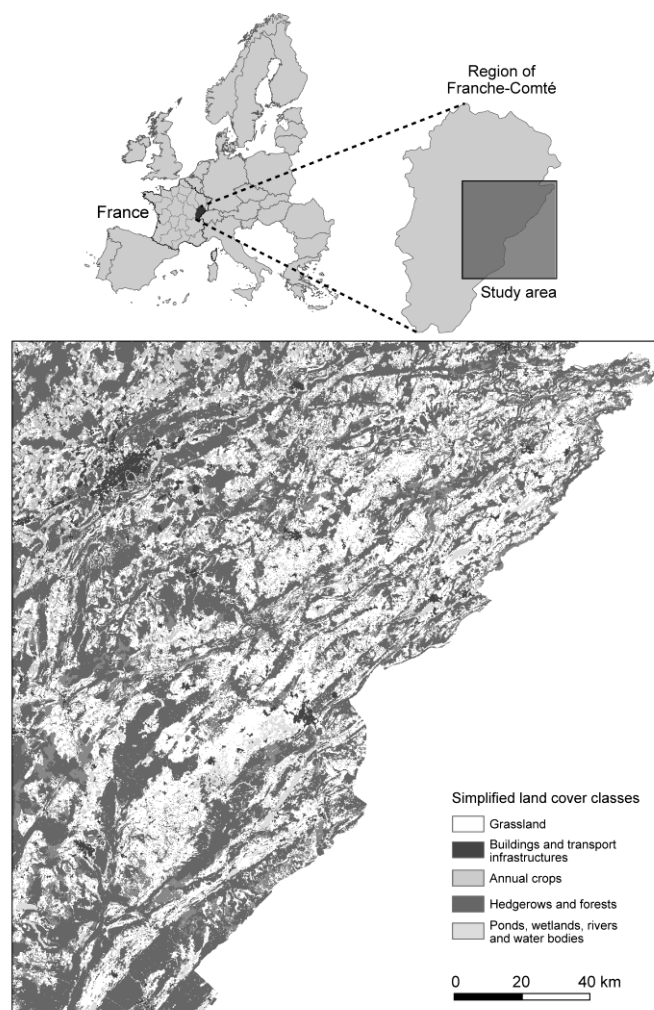 Region of
Franche-Comté
France
Study area
Simplified land cover classes
Grassland
Buildings and transport
infrastructures
Annual crops
Hedgerows and forests
Ponds, wetlands, rivers
and water bodies
0 20 40 km